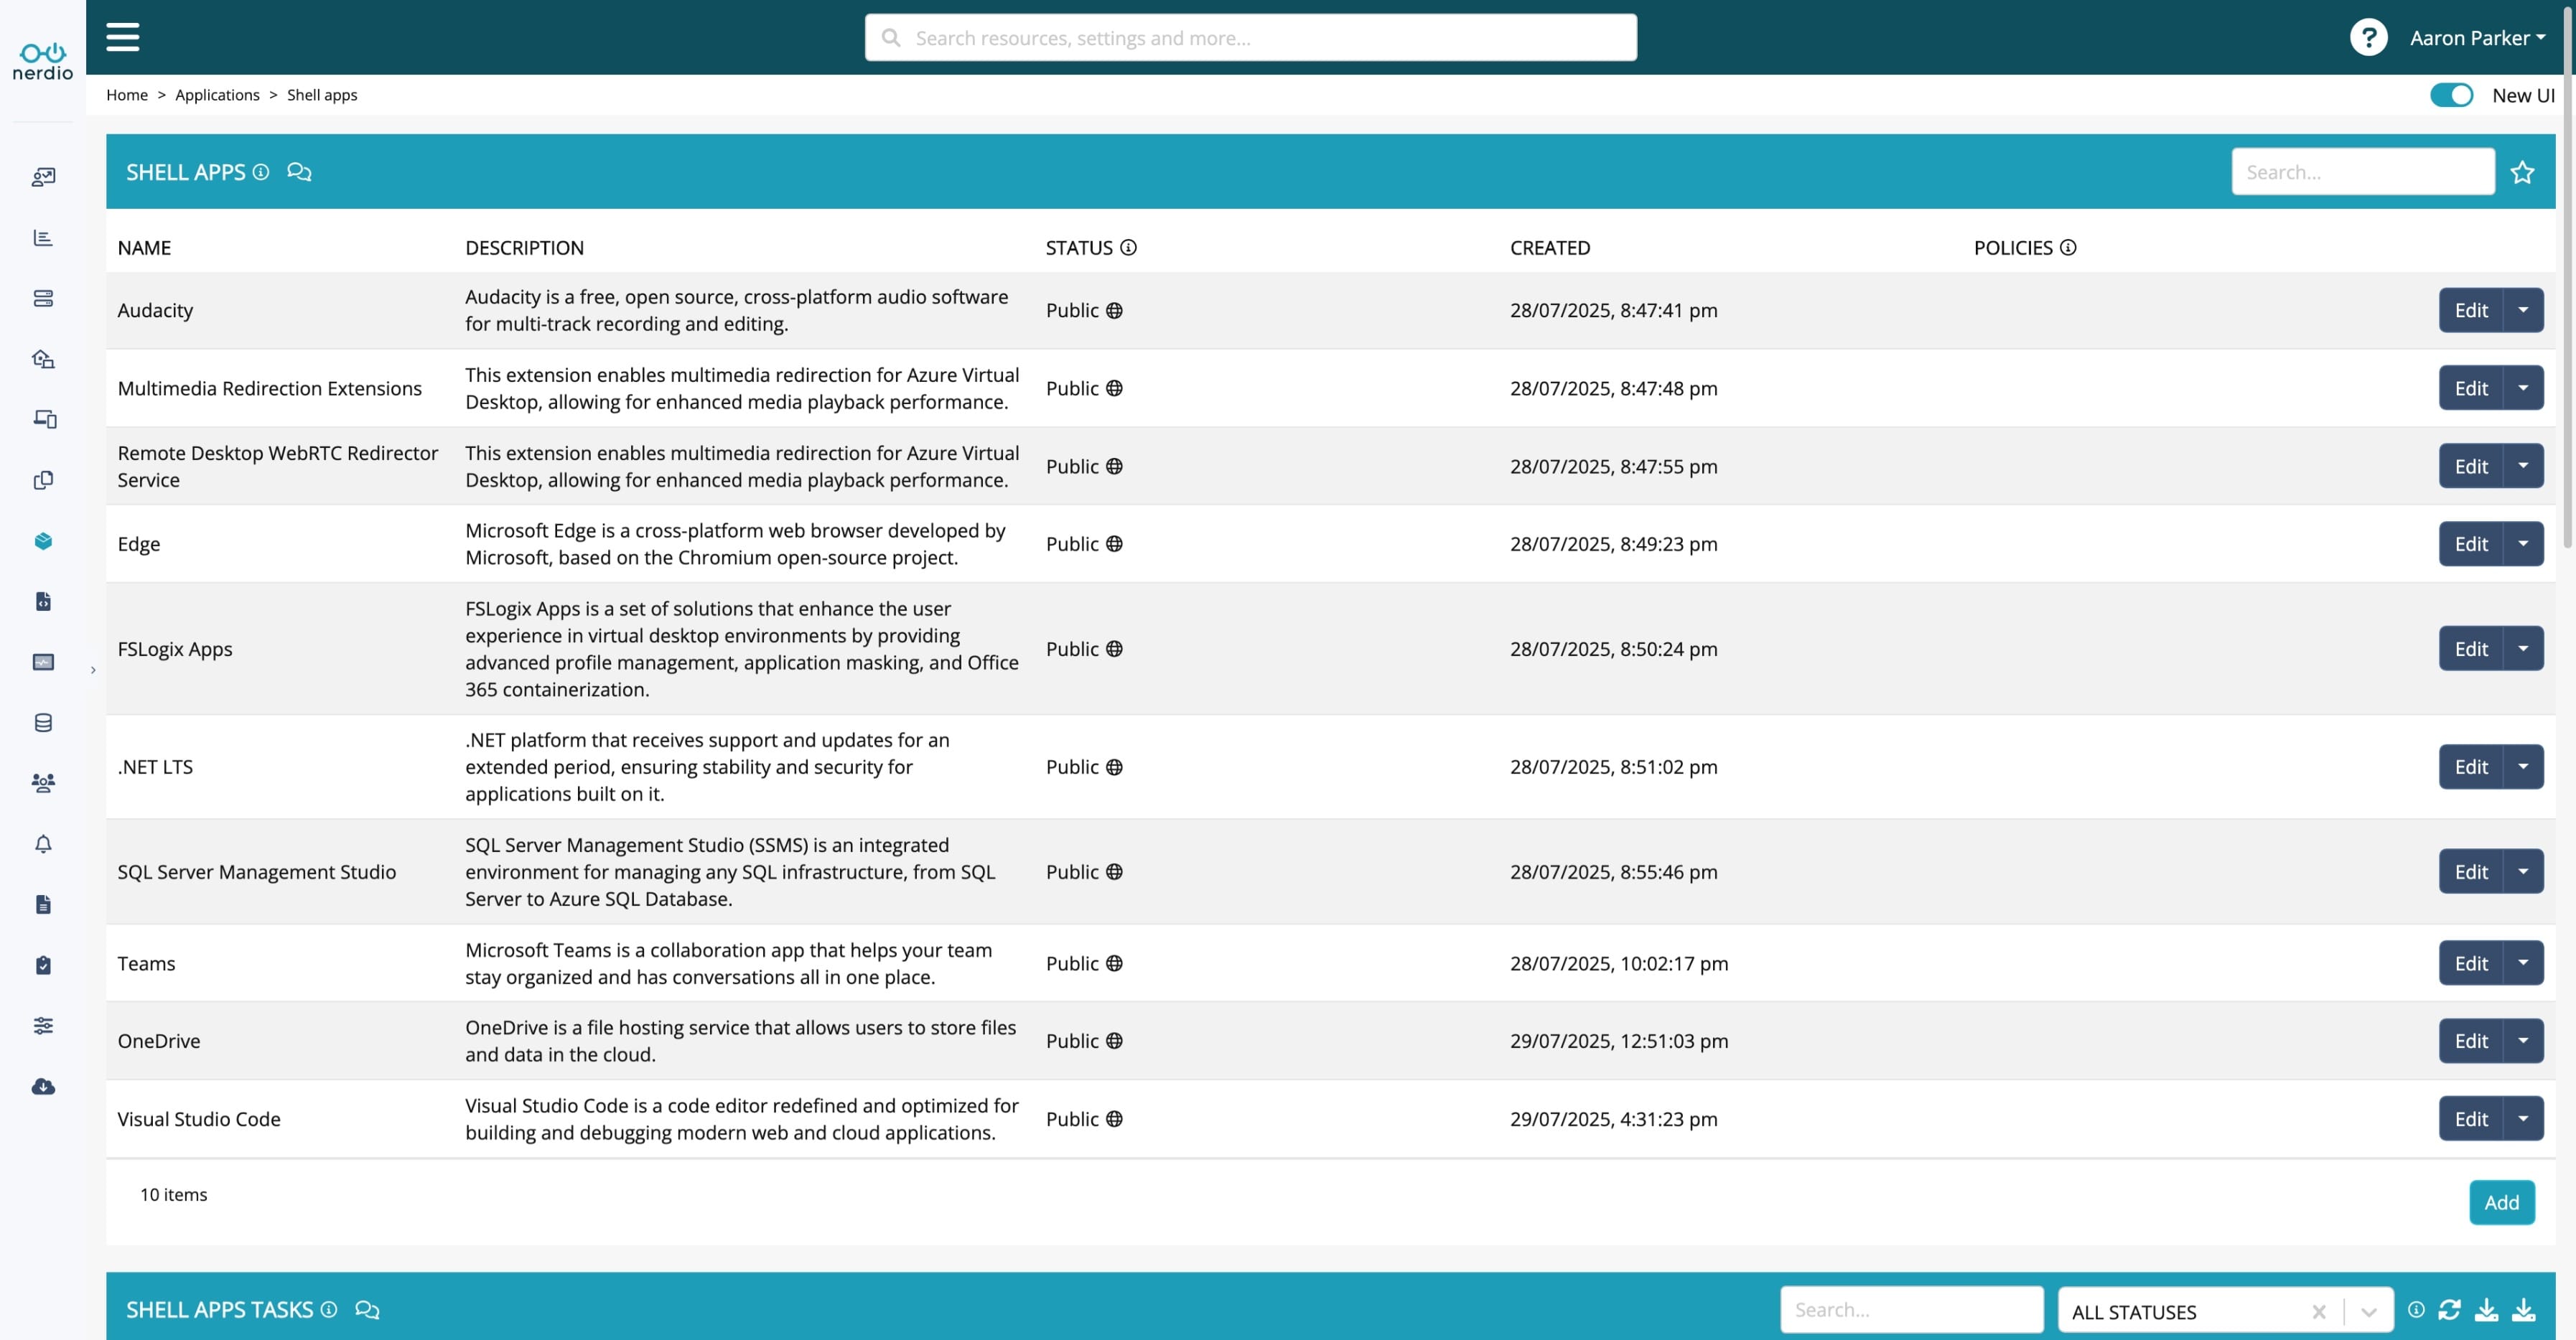 nerdio
Search resources, settings and more...
? Aaron Parker
Home > Applications > Shell apps
New UI
SHELL APPS
Search...
NAME DESCRIPTION STATUS CREATED POLICIES
Audacity
Audacity is a free, open source, cross-platform audio software
for multi-track recording and editing.
Public
28/07/2025, 8:47:41 pm
Edit
Multimedia Redirection Extensions
This extension enables multimedia redirection for Azure Virtual
Desktop, allowing for enhanced media playback performance.
Public
28/07/2025, 8:47:48 pm
Edit
Remote Desktop WebRTC Redirector
Service
This extension enables multimedia redirection for Azure Virtual
Desktop, allowing for enhanced media playback performance.
Public
28/07/2025, 8:47:55 pm
Edit
Edge
Microsoft Edge is a cross-platform web browser developed by
Microsoft, based on the Chromium open-source project.
Public
28/07/2025, 8:49:23 pm
Edit
FSLogix Apps
FSLogix Apps is a set of solutions that enhance the user
experience in virtual desktop environments by providing
advanced profile management, application masking, and Office
365 containerization.
Public
28/07/2025, 8:50:24 pm
Edit
.NET LTS
.NET platform that receives support and updates for an
extended period, ensuring stability and security for
applications built on it.
Public
28/07/2025, 8:51:02 pm
Edit
SQL Server Management Studio
SQL Server Management Studio (SSMS) is an integrated
environment for managing any SQL infrastructure, from SQL
Server to Azure SQL Database.
Public
28/07/2025, 8:55:46 pm
Edit
Teams
Microsoft Teams is a collaboration app that helps your team
stay organized and has conversations all in one place.
Public
28/07/2025, 10:02:17 pm
Edit
OneDrive
OneDrive is a file hosting service that allows users to store files
and data in the cloud.
Public
29/07/2025, 12:51:03 pm
Edit
Visual Studio Code
Visual Studio Code is a code editor redefined and optimized for
building and debugging modern web and cloud applications.
Public
29/07/2025, 4:31:23 pm
Edit
10 items
Add
SHELL APPS TASKS
Search...
ALL STATUSES